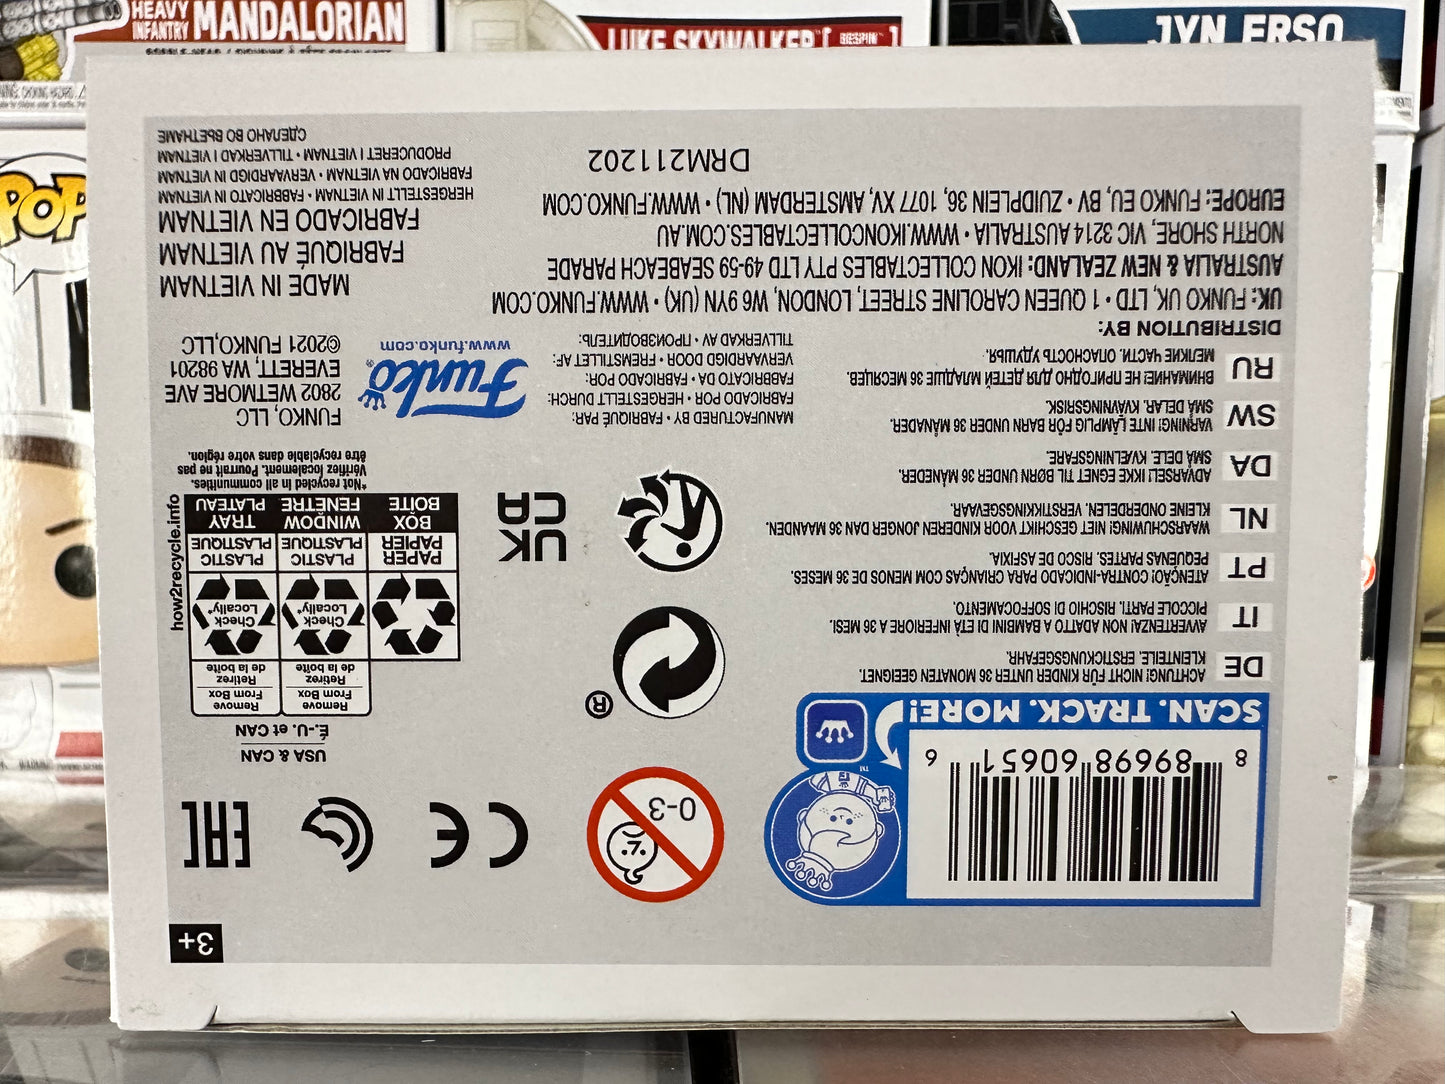 HEAVY
INFANTRY MANDALORIAN
LUKE SKYWALKER™ [BESPIN™]
JYN ERSO
POP
3+
EAC
CE
0-3
8 89698 60651 6
SCAN. TRACK. MORE!
™
USA & CAN
É.-U. et CAN
Remove
From Box
Retirez
de la boîte
Remove
From Box
Retirez
de la boîte
Check
Locally*
Check
Locally*
PLASTIC
PLASTIQUE
PLASTIC
PLASTIQUE
PAPER
PAPIER
TRAY
PLATEAU
WINDOW
FENÊTRE
BOX
BOÎTE
how2recycle.info
*Not recycled in all communities.
Vérifiez localement. Pourrait ne pas
être recyclable dans votre région.
®
UK
CA
DE ACHTUNG! NICHT FÜR KINDER UNTER 36 MONATEN GEEIGNET
KLEINTEILE. ERSTICKUNGSGEFAHR.
IT AVVERTENZA! NON ADATTO A BAMBINI DI ETÀ INFERIORE A 36 MESI.
PICCOLE PARTI. RISCHIO DI SOFFOCAMENTO.
PT ATENÇÃO! CONTRA-INDICADO PARA CRIANÇAS COM MENOS DE 36 MESES.
PEQUENAS PARTES. RISCO DE ASFIXIA.
NL WAARSCHUWING! NIET GESCHIKT VOOR KINDEREN JONGER DAN 36 MAANDEN.
KLEINE ONDERDELEN. VERSTIKKINGSGEVAAR.
DA ADVARSEL! IKKE EGNET TIL BØRN UNDER 36 MÅNEDER.
SMÅ DELE. KVÆLNINGSFARE.
SW VARNING! INTE LÄMPLIG FÖR BARN UNDER 36 MÅNADER.
SMÅ DELAR. KVÄVNINGSRISK.
RU ВНИМАНИЕ! НЕ ПРИГОДНО ДЛЯ ДЕТЕЙ МЛАДШЕ 36 МЕСЯЦЕВ.
МЕЛКИЕ ЧАСТИ. ОПАСНОСТЬ УДУШЬЯ.
MANUFACTURED BY • FABRIQUÉ PAR:
FABRICADO POR • HERGESTELLT DURCH:
FABRICATO DA • FABRICADO POR:
VERVAARDIGD DOOR • FREMSTILLET AF:
TILLVERKAD AV • ПРОИЗВОДИТЕЛЬ:
Funko®
www.funko.com
FUNKO, LLC
2802 WETMORE AVE
EVERETT, WA 98201
©2021 FUNKO,LLC
DISTRIBUTION BY:
UK: FUNKO UK, LTD • 1 QUEEN CAROLINE STREET, LONDON, W6 9YN (UK) • WWW.FUNKO.COM
AUSTRALIA & NEW ZEALAND: IKON COLLECTABLES PTY LTD 49-59 SEABEACH PARADE
NORTH SHORE, VIC 3214 AUSTRALIA • WWW.IKONCOLLECTABLES.COM.AU
EUROPE: FUNKO EU, BV • ZUIDPLEIN 36, 1077 XV, AMSTERDAM (NL) • WWW.FUNKO.COM
DRM211202
MADE IN VIETNAM
FABRIQUÉ AU VIETNAM
FABRICADO EN VIETNAM
HERGESTELLT IN VIETNAM • FABBRICATO IN VIETNAM
FABRICADO NA VIETNAM • VERVAARDIGD IN VIETNAM
PRODUCERET I VIETNAM • TILLVERKAD I VIETNAM
СДЕЛАНО ВО ВЬЕТНАМЕ